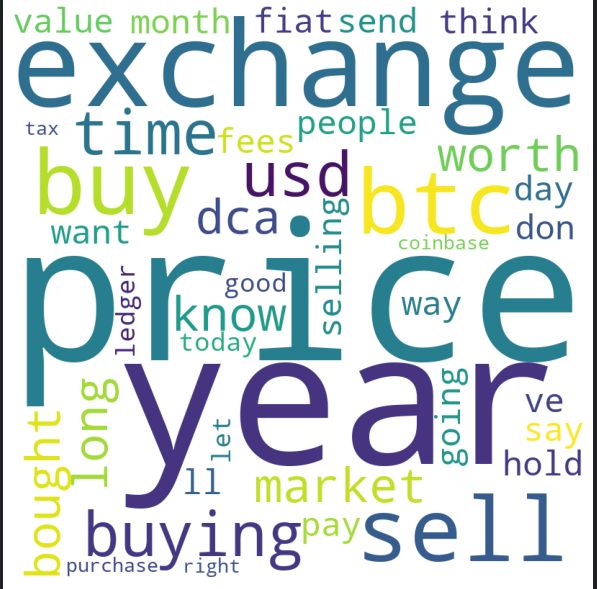 value month fiat send think
exchange
tax time fees people
worth
buy usd btc day
dca don
want selling coinbase
price
ledger good
know way
today
year
long let going ve
bought say
ll hold
market
buying pay sell
purchase right